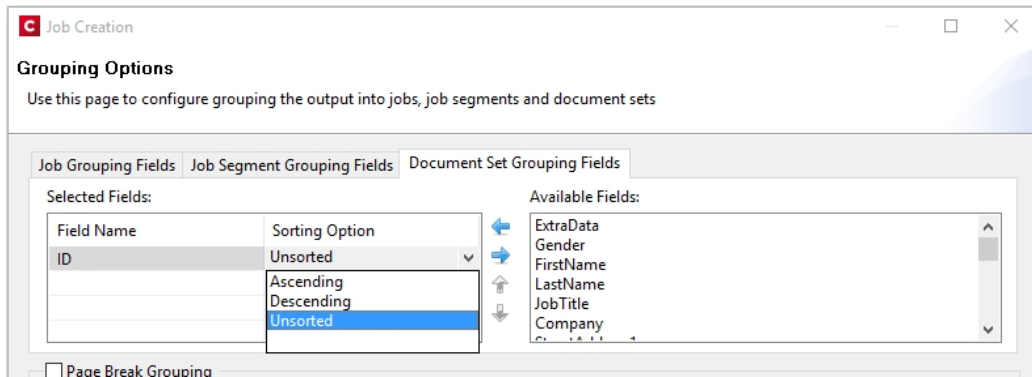 C Job Creation
Grouping Options
Use this page to configure grouping the output into jobs, job segments and document sets
Job Grouping Fields Job Segment Grouping Fields Document Set Grouping Fields
Selected Fields:
Field Name Sorting Option
ID Unsorted
Ascending
Descending
Unsorted
Available Fields:
ExtraData
Gender
FirstName
LastName
JobTitle
Company
Page Break Grouping